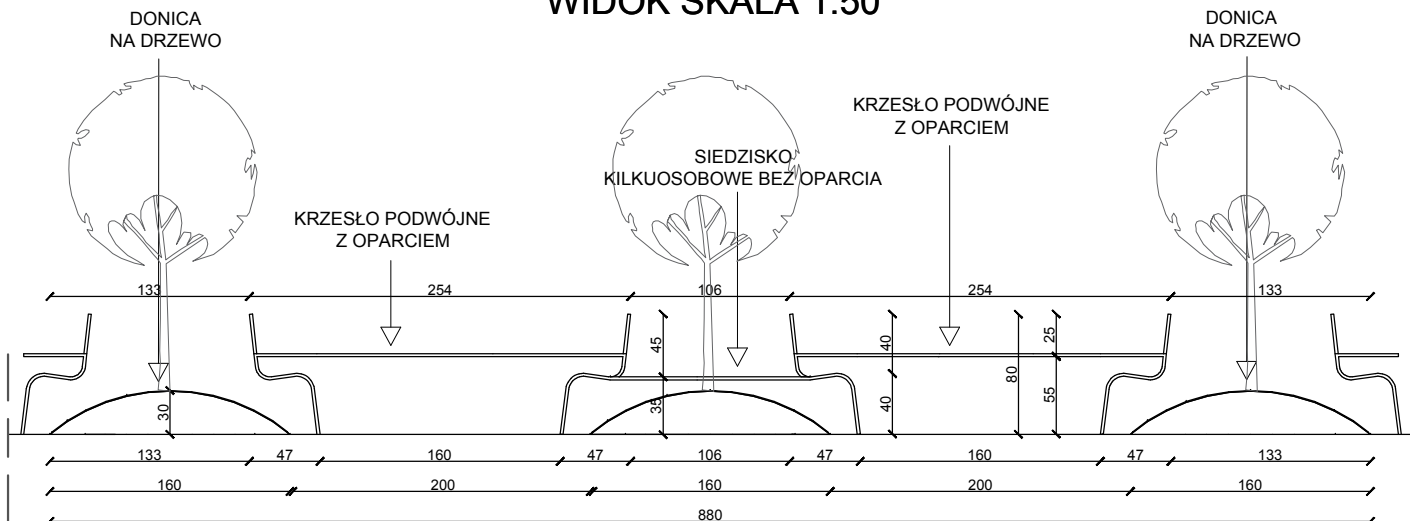 WIDOK SKALA 1:50
DONICA
NA DRZEWO
DONICA
NA DRZEWO
KRZESŁO PODWÓJNE
Z OPARCIEM
SIEDZISKO
KILKUOSOBOWE BEZ OPARCIA
KRZESŁO PODWÓJNE
Z OPARCIEM
133 254 106 254 133
45 40 80 25
30 35 40 55
133 47 160 47 106 47 160 47 133
160 200 160 200 160
880